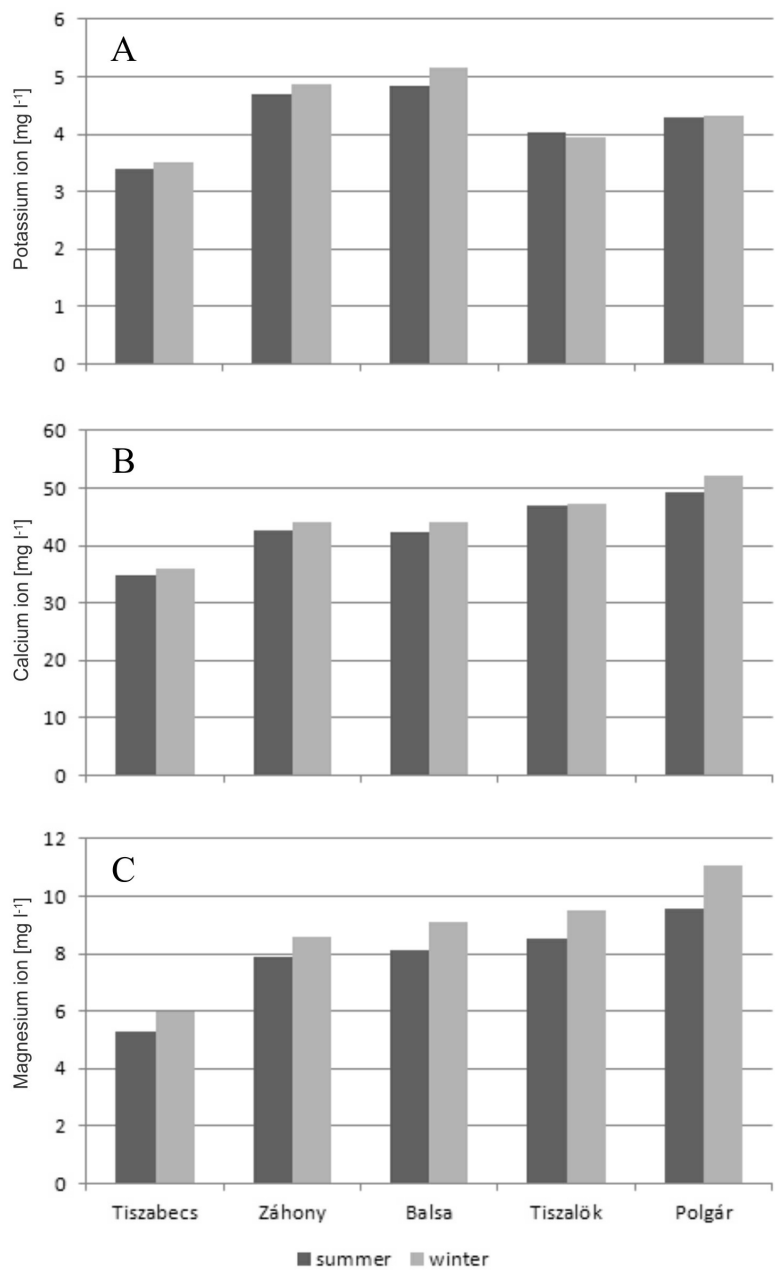 6
A
5
4
3
2
1
0
Potassium ion [mg l-1]
60
B
50
40
30
20
10
0
Calcium ion [mg l-1]
12
C
10
8
6
4
2
0
Magnesium ion [mg l-1]
Tiszabecs Záhony Balsa Tiszalök Polgár
summer winter